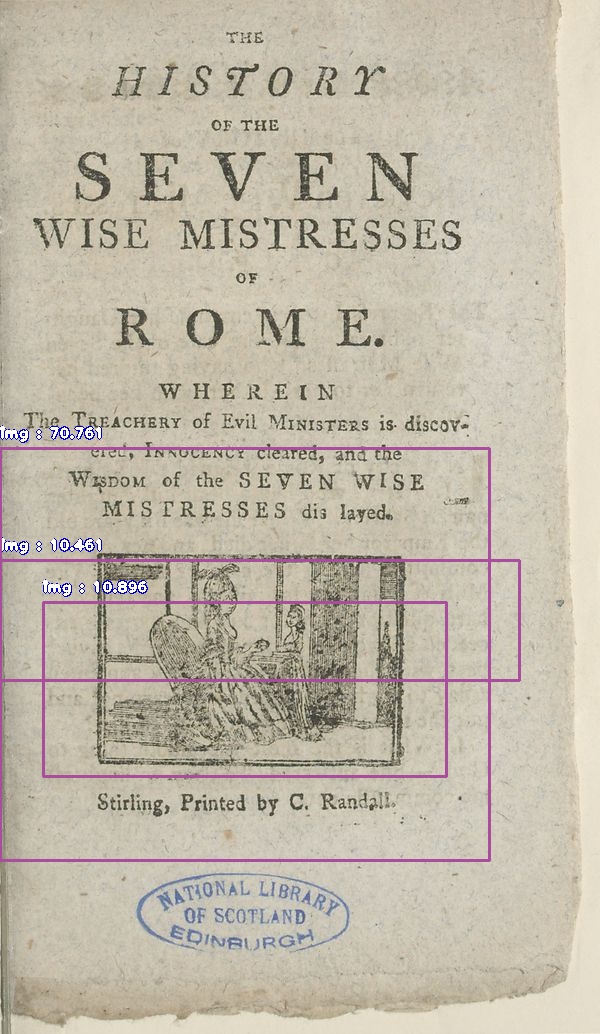 THE
HISTORY
OF THE
SEVEN
WISE MISTRESSES
OF
ROME.
WHEREIN
The TREACHERY of Evil MINISTERS is discov-
Img : 70.761
ered, INNOCENCY cleared, and the
WISDOM of the SEVEN WISE
MISTRESSES dis layed.
Img : 10.461
Img : 10.896
Stirling, Printed by C. Randall.
NATIONAL LIBRARY
OF SCOTLAND
EDINBURGH